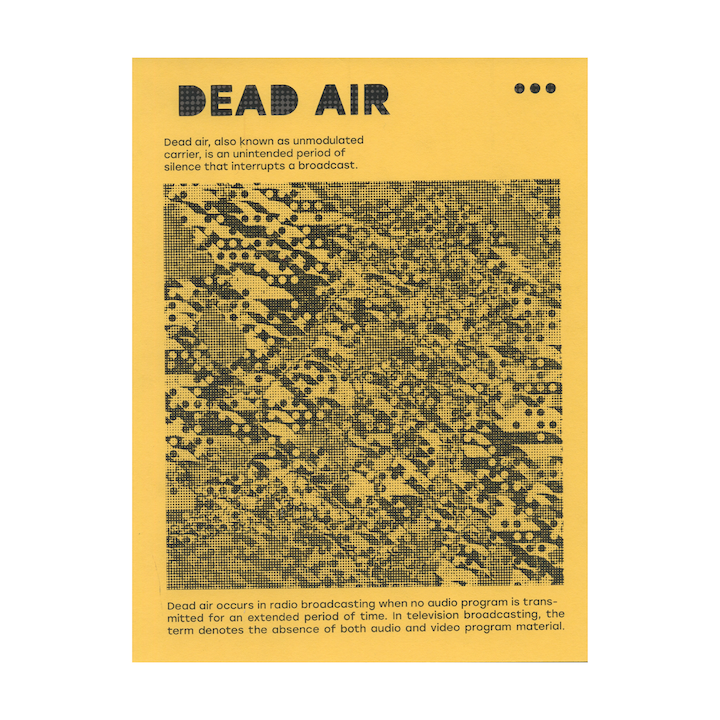 DEAD AIR
Dead air, also known as unmodulated
carrier, is an unintended period of
silence that interrupts a broadcast.
Dead air occurs in radio broadcasting when no audio program is trans-
mitted for an extended period of time. In television broadcasting, the
term denotes the absence of both audio and video program material.